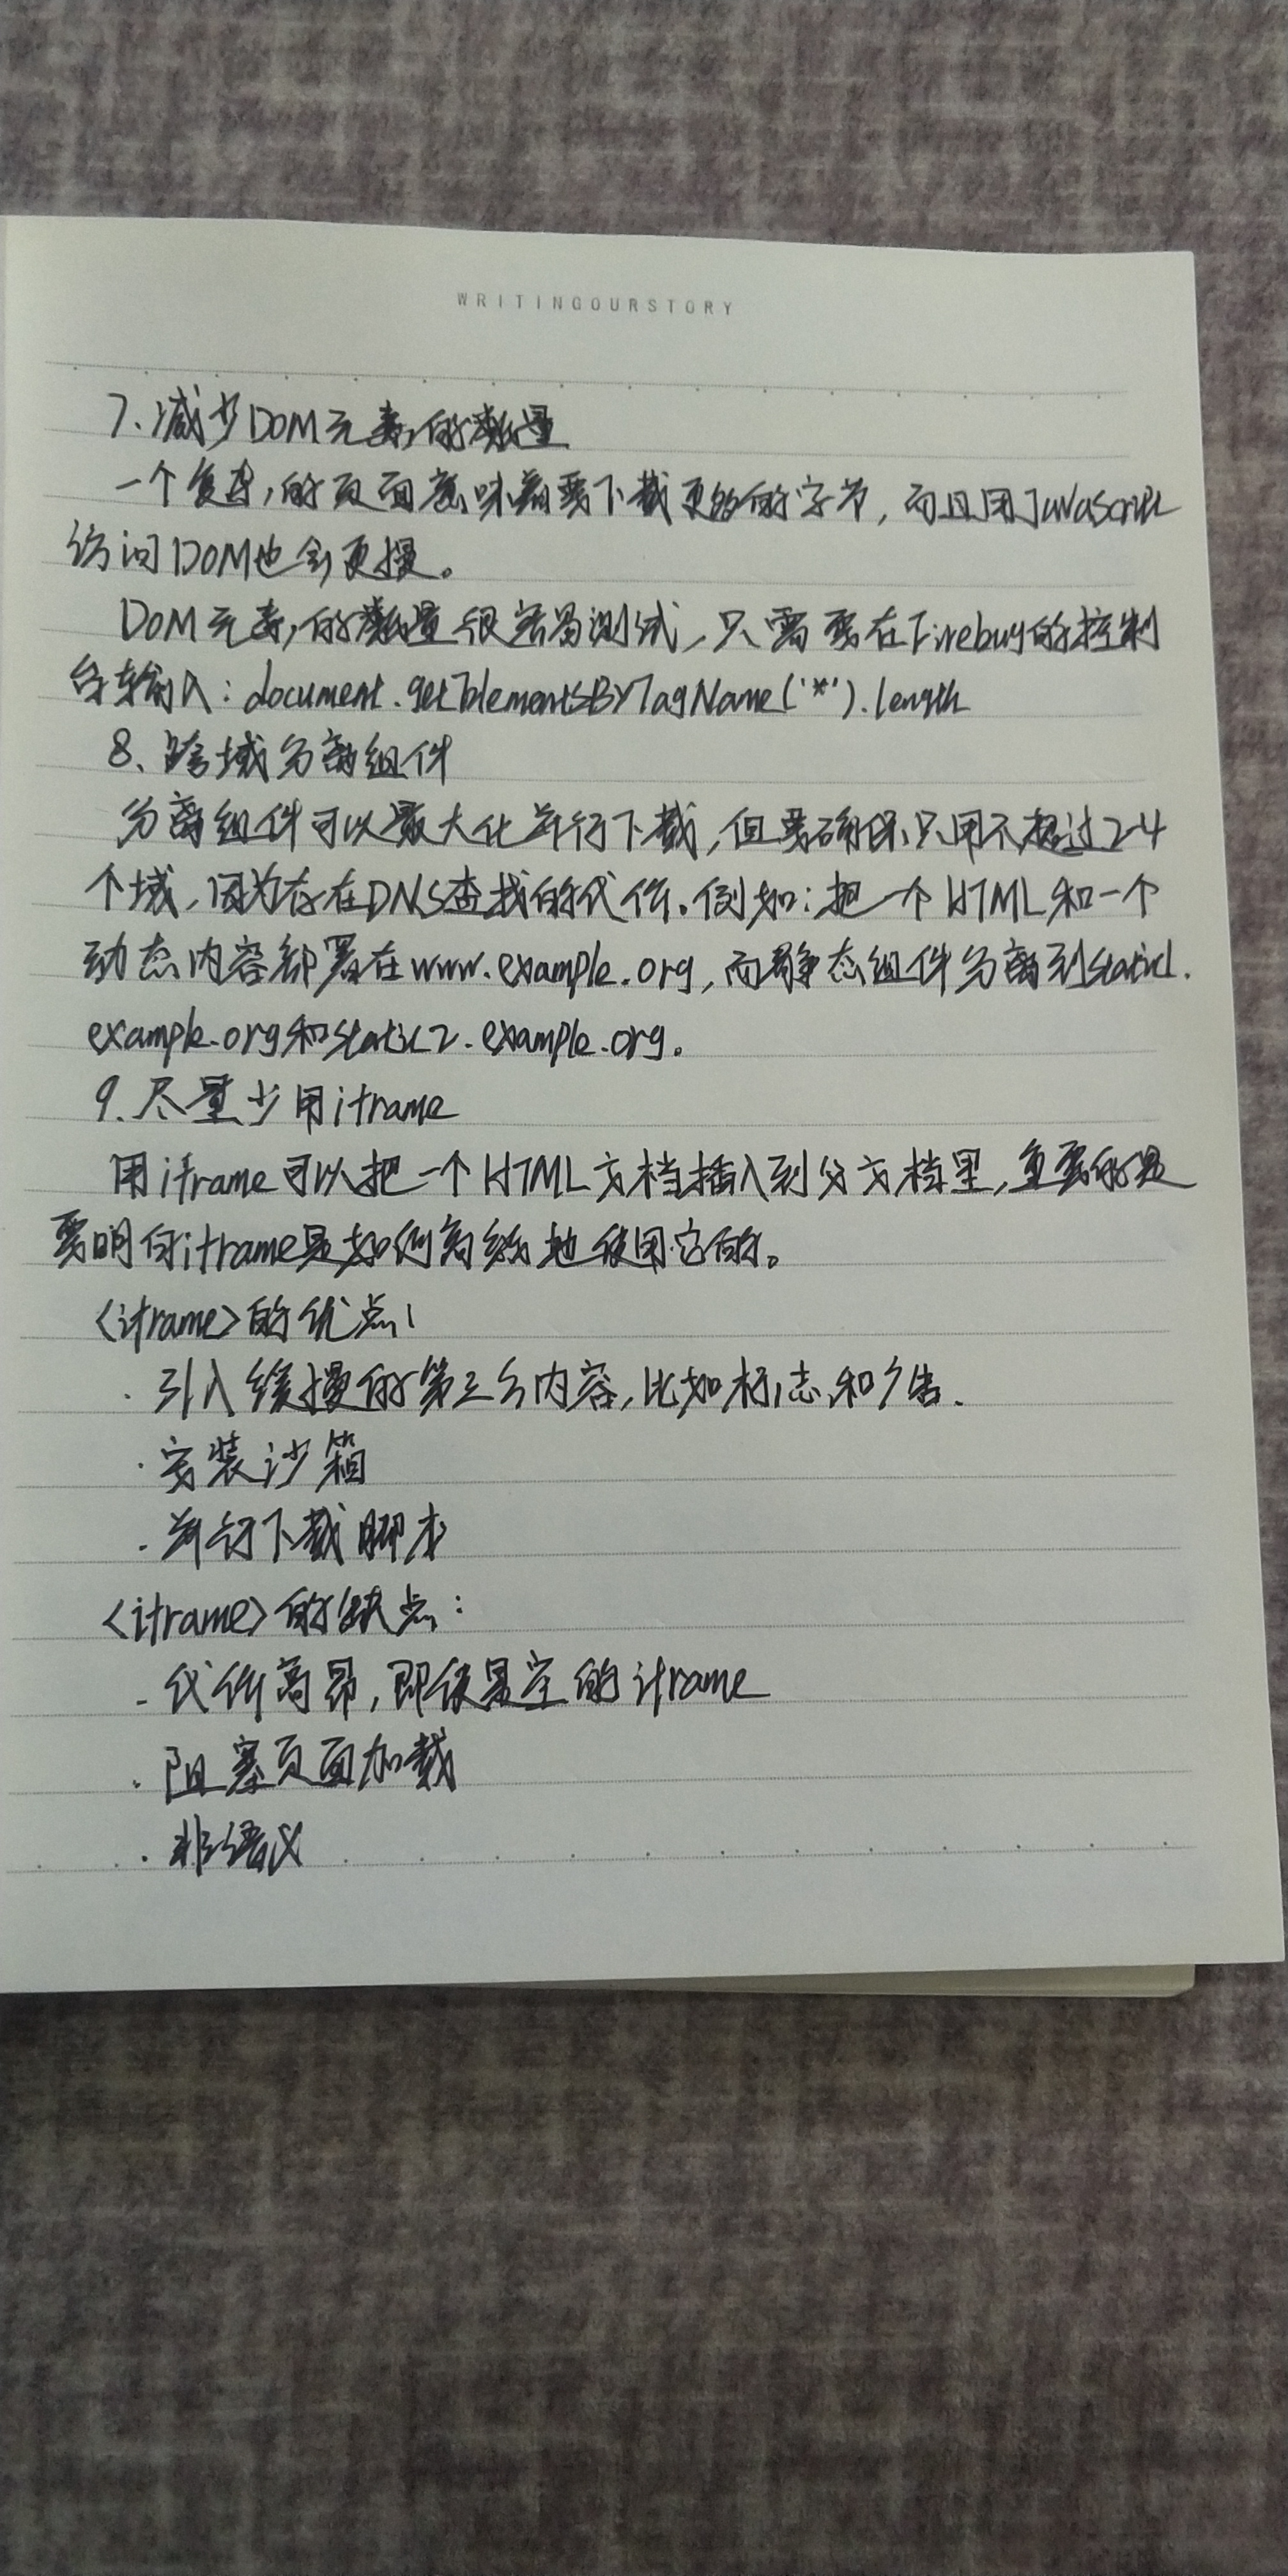 WRITINGOURSTORY
7、减少DOM元素的数量
一个复杂的页面意味着要下载更多的字节，而且用JavaScript
访问DOM也会更慢。
DOM元素的数量很容易测试，只需要在Firebug的控制
台输入：document.getElementsByTagName('*').length
8、跨域分离组件
分离组件可以最大化并行下载，但要确保只用不超过2-4
个域，因为存在DNS查找的代价。例如：把一个HTML和一个
动态内容部署在www.example.org，而静态组件分离到static1.
example.org和static2.example.org。
9.尽量少用iframe
用iframe可以把一个HTML文档插入到父文档里，重要的是
要明白iframe是如何高效地使用它的。
<iframe>的优点：
·引入缓慢的第三方内容，比如标志和广告.
·安装沙箱
·并行下载脚本
<iframe>的缺点：
·代价高昂，即使是空的iframe
·阻塞页面加载
·非语义